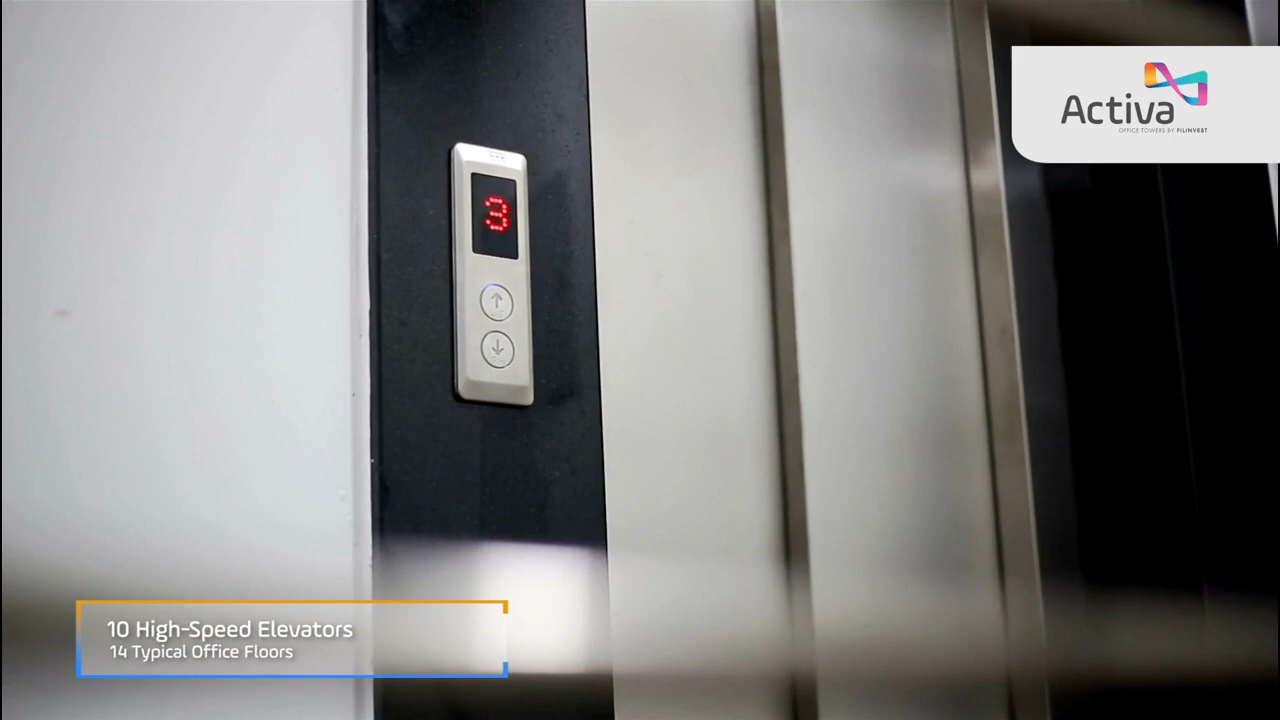 Activa
OFFICE TOWERS BY FILINVEST
3
10 High-Speed Elevators
14 Typical Office Floors